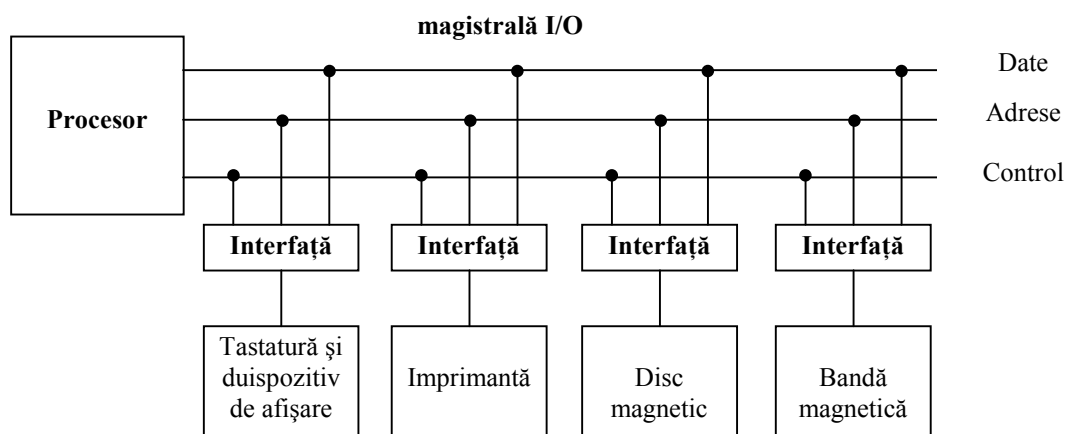 magistrală I/O
Date
Procesor
Adrese
Control
Interfață
Interfață
Interfață
Interfață
Tastatură şi
duispozitiv
de afişare
Imprimantă
Disc
magnetic
Bandă
magnetică